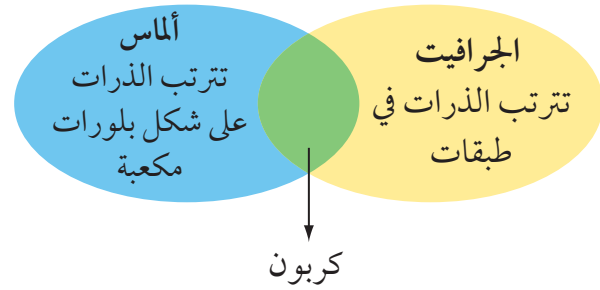 الجرافيت
تترتب الذرات في
طبقات
ألماس
تترتب الذرات
على شكل بلورات
مكعبة
كربون